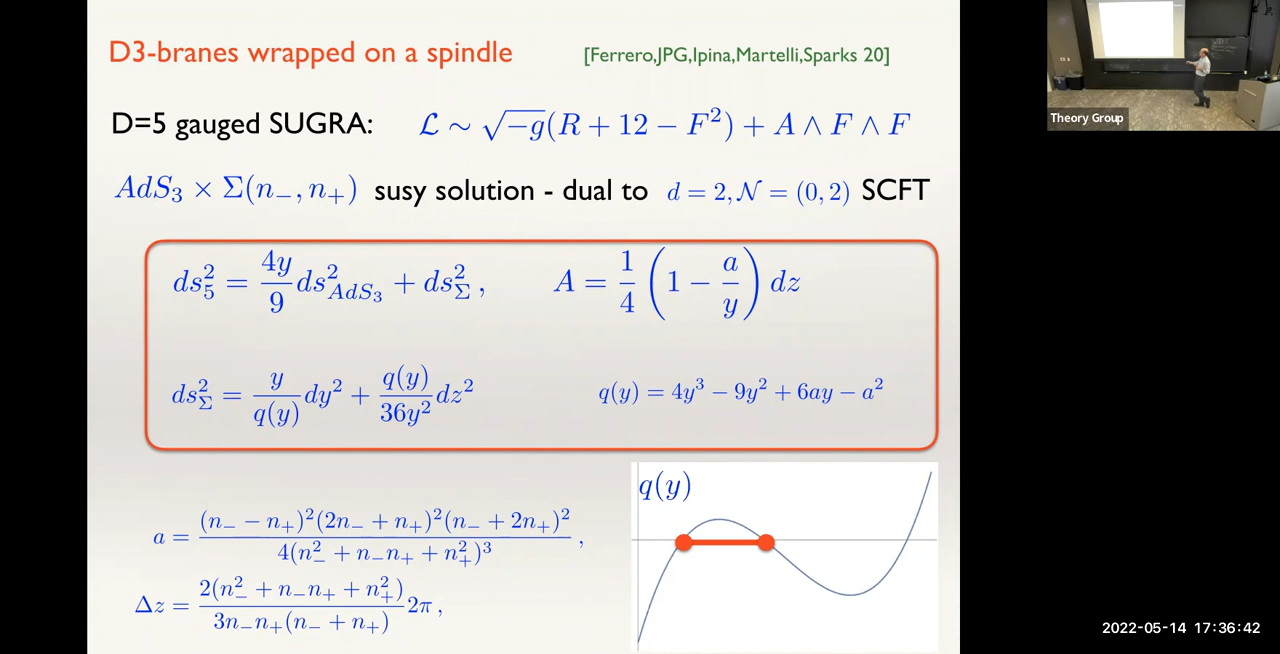 D3-branes wrapped on a spindle [Ferrero,JPG,Ipina,Martelli,Sparks 20]
Theory Group
D=5 gauged SUGRA: ℒ ∼ √−g(R + 12 − F²) + A ∧ F ∧ F
AdS₃ × Σ(n₋, n₊) susy solution - dual to d = 2, 𝒩 = (0, 2) SCFT
ds²₅ = 4y/9 ds²_{AdS₃} + ds²_Σ , A = 1/4 (1 − a/y) dz
ds²_Σ = y/q(y) dy² + q(y)/36y² dz² q(y) = 4y³ − 9y² + 6ay − a²
q(y)
a = (n₋ − n₊)²(2n₋ + n₊)²(n₋ + 2n₊)² / 4(n₋² + n₋n₊ + n₊²)³ ,
Δz = 2(n₋² + n₋n₊ + n₊²) / 3n₋n₊(n₋ + n₊) 2π ,
2022-05-14 17:36:42